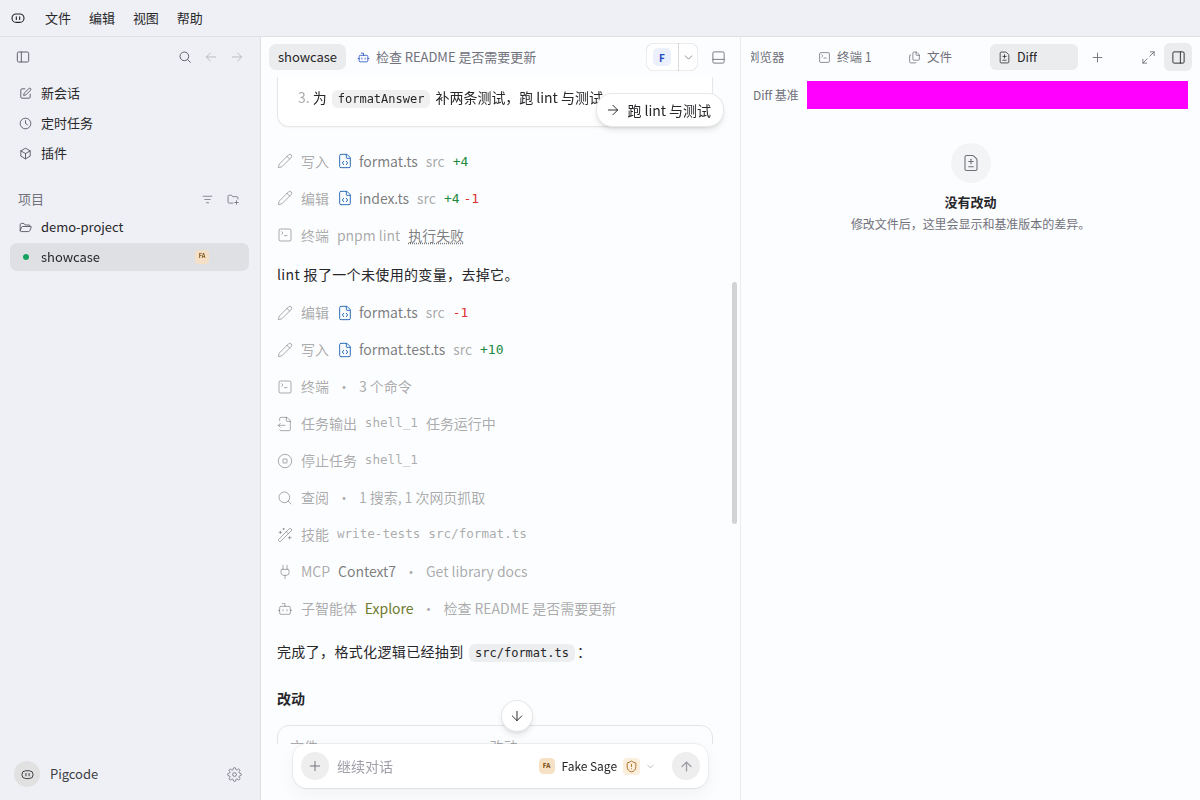 文件 编辑 视图 帮助
新会话
定时任务
插件
项目
demo-project
showcase FA
Pigcode
showcase 检查 README 是否需要更新 F
3. 为 formatAnswer 补两条测试，跑 lint 与测试
跑 lint 与测试
写入 format.ts src +4
编辑 index.ts src +4 -1
终端 pnpm lint 执行失败
lint 报了一个未使用的变量，去掉它。
编辑 format.ts src -1
写入 format.test.ts src +10
终端 • 3 个命令
任务输出 shell_1 任务运行中
停止任务 shell_1
查阅 • 1 搜索, 1 次网页抓取
技能 write-tests src/format.ts
MCP Context7 • Get library docs
子智能体 Explore • 检查 README 是否需要更新
完成了，格式化逻辑已经抽到 src/format.ts：
改动
文件 改动
继续对话 FA Fake Sage
浏览器 终端 1 文件 Diff
Diff 基准
没有改动
修改文件后，这里会显示和基准版本的差异。